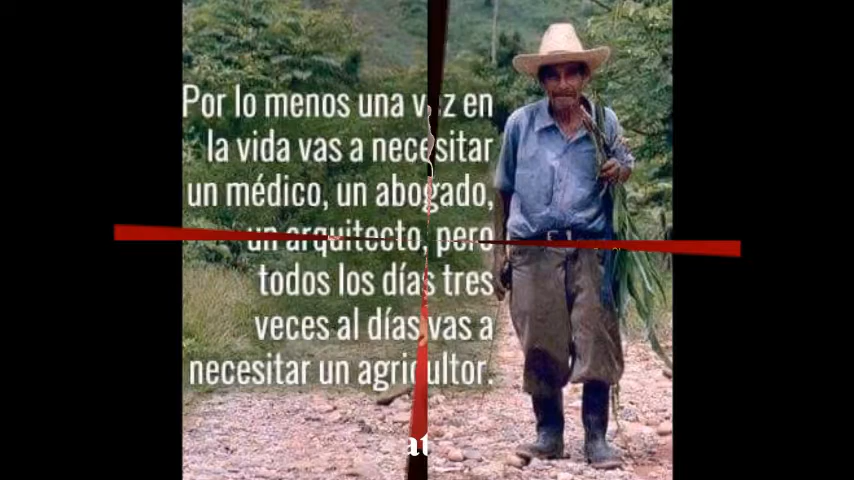 Por lo menos una vez en
la vida vas a necesitar
un médico, un abogado,
un arquitecto, pero
todos los días tres
veces al días vas a
necesitar un agricultor.
at